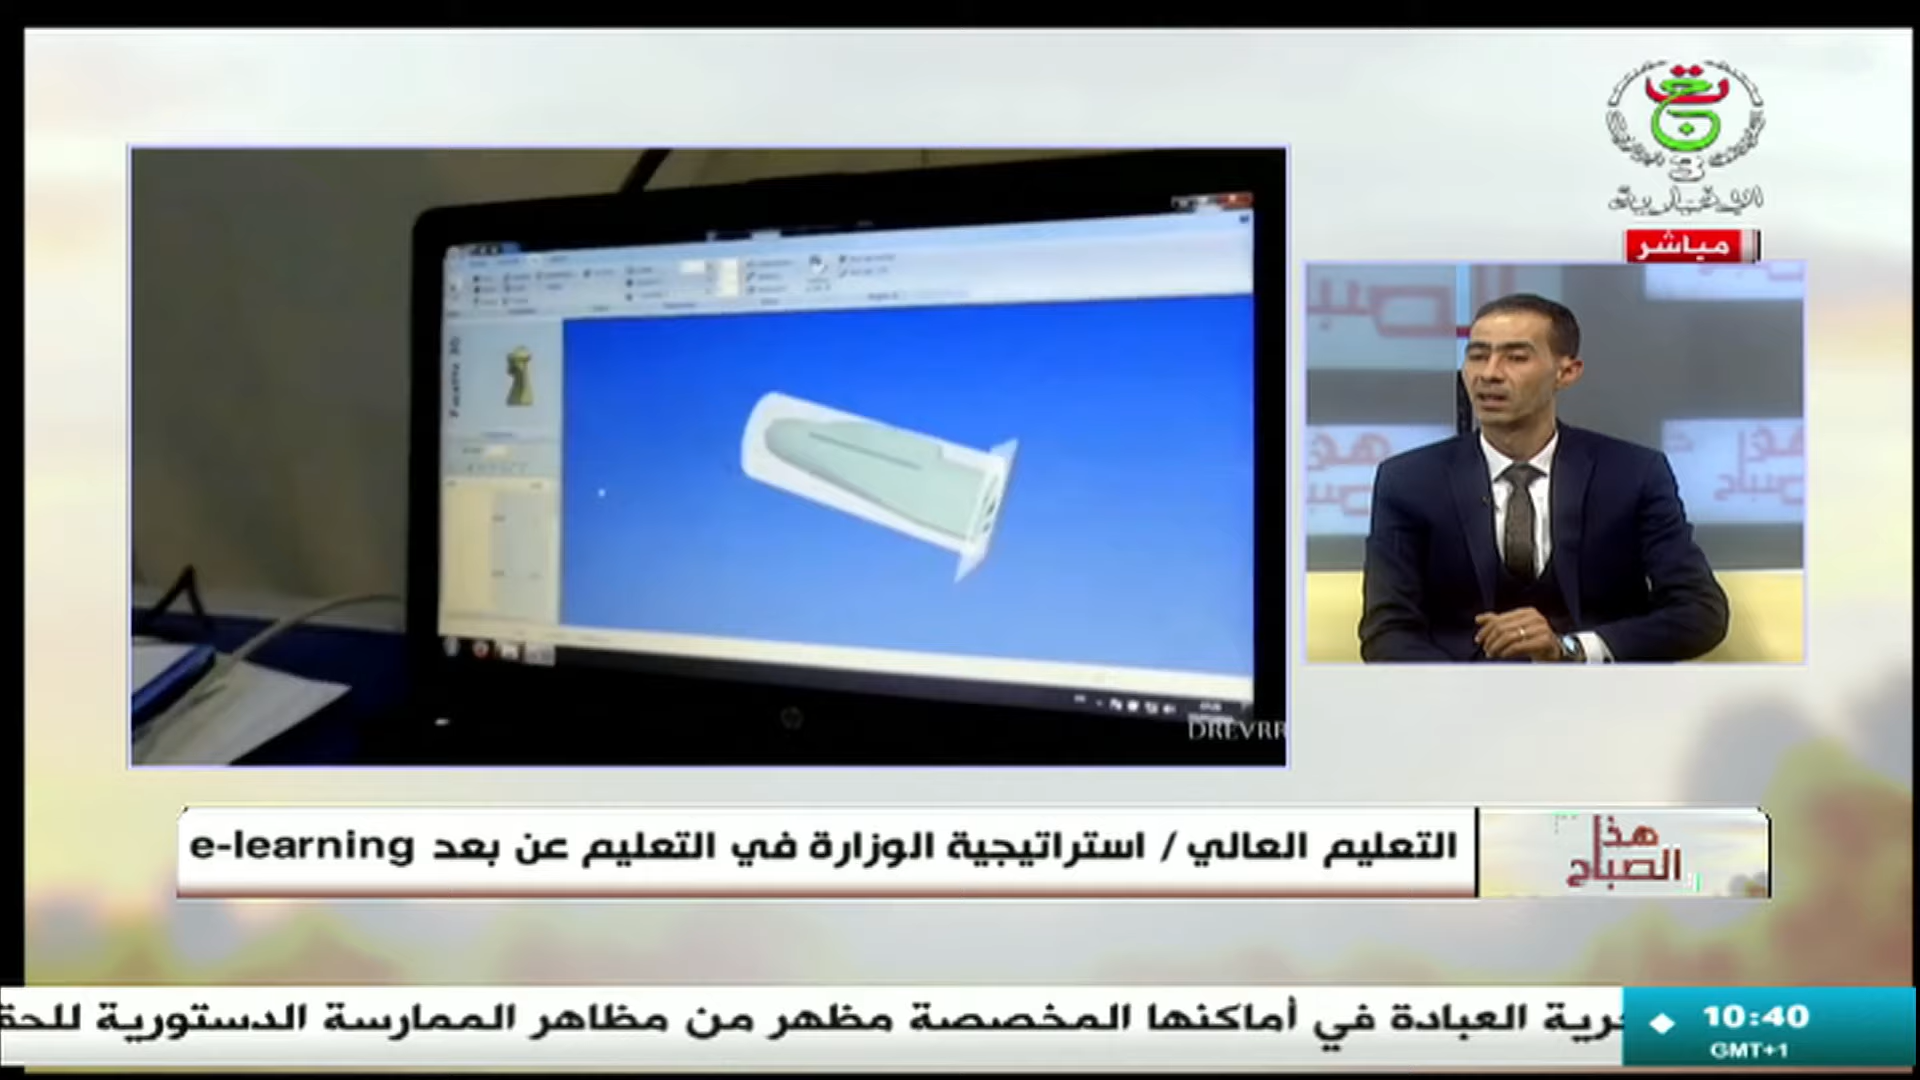 الإخبارية
مباشر
DREVRR
هذا
الصباح
التعليم العالي / استراتيجية الوزارة في التعليم عن بعد e-learning
حرية العبادة في أماكنها المخصصة مظهر من مظاهر الممارسة الدستورية
10:40
GMT+1